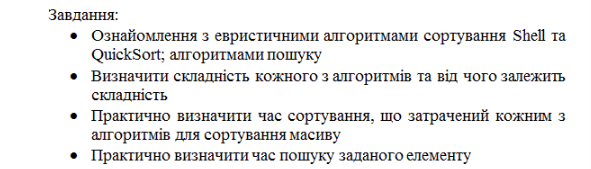 Завдання:
• Ознайомлення з евристичними алгоритмами сортування Shell та
QuickSort; алгоритмами пошуку
• Визначити складність кожного з алгоритмів та від чого залежить
складність
• Практично визначити час сортування, що затрачений кожним з
алгоритмів для сортування масиву
• Практично визначити час пошуку заданого елементу